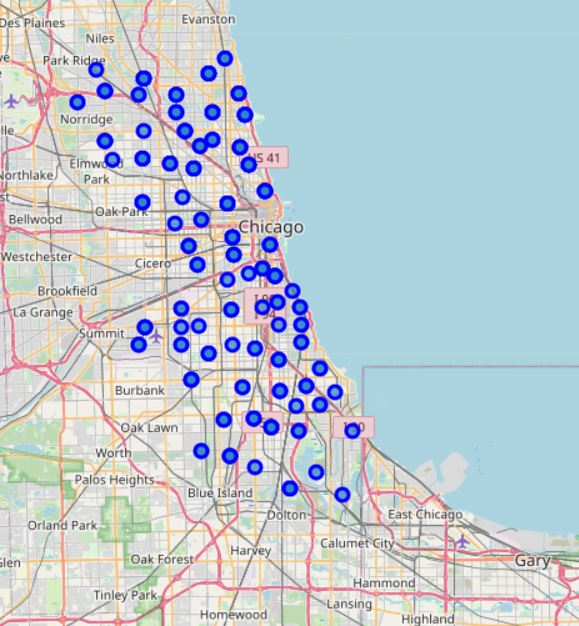 Des Plaines
Evanston
Niles
Park Ridge
Norridge
Elmwood
Park
US 41
Northlake
Oak Park
Bellwood
Chicago
Westchester
Cicero
Brookfield
La Grange
Summit
Burbank
Oak Lawn
Worth
Palos Heights
Blue Island
Dolton
East Chicago
Orland Park
Calumet City
Harvey
Oak Forest
Gary
Hammond
Tinley Park
Lansing
Homewood
Highland